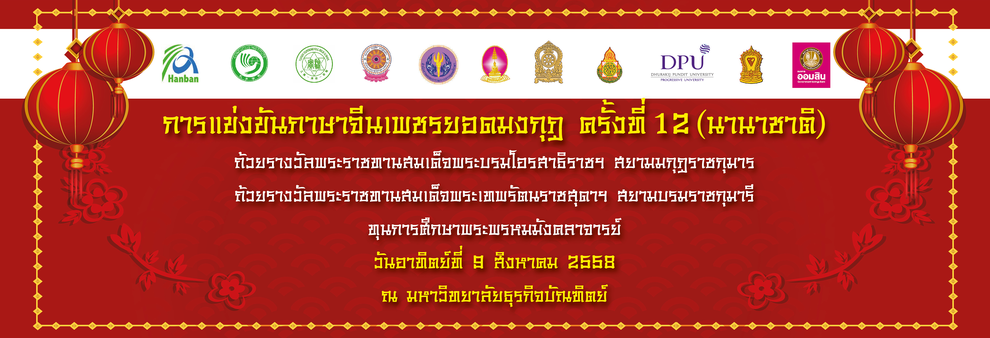 Hanban
DPU
DHURAKIJ PUNDIT UNIVERSITY
PROGRESSIVE UNIVERSITY
ออมสิน
การแข่งขันภาษาจีนเพชรยอดมงกุฎ ครั้งที่ 12 (นานาชาติ)
ถ้วยรางวัลพระราชทานสมเด็จพระบรมโอรสาธิราชฯ สยามมกุฎราชกุมาร
ถ้วยรางวัลพระราชทานสมเด็จพระเทพรัตนราชสุดาฯ สยามบรมราชกุมารี
ทุนการศึกษาพระพรหมมังคลาจารย์
วันอาทิตย์ที่ 9 สิงหาคม 2558
ณ มหาวิทยาลัยธุรกิจบัณฑิตย์